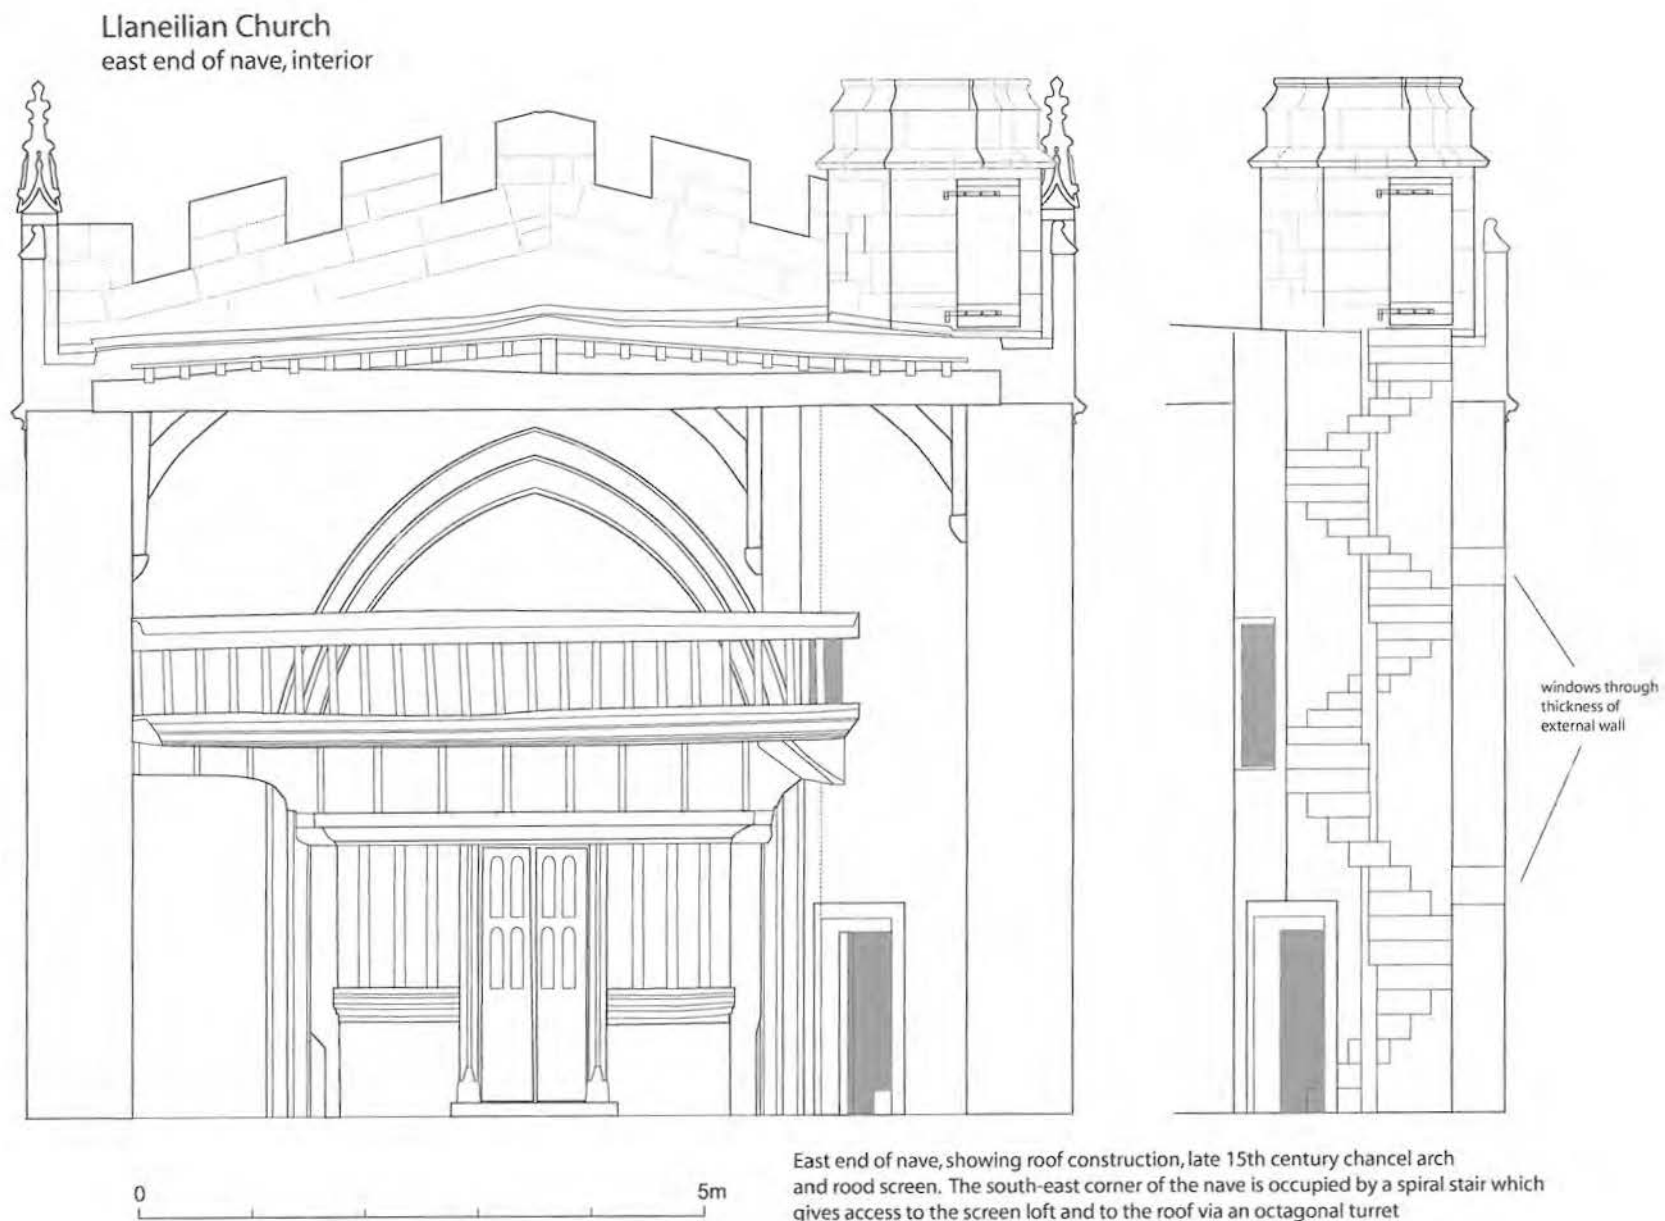 Llaneilian Church
east end of nave, interior
windows through
thickness of
external wall
0
5m
East end of nave, showing roof construction, late 15th century chancel arch
and rood screen. The south-east corner of the nave is occupied by a spiral stair which
gives access to the screen loft and to the roof via an octagonal turret